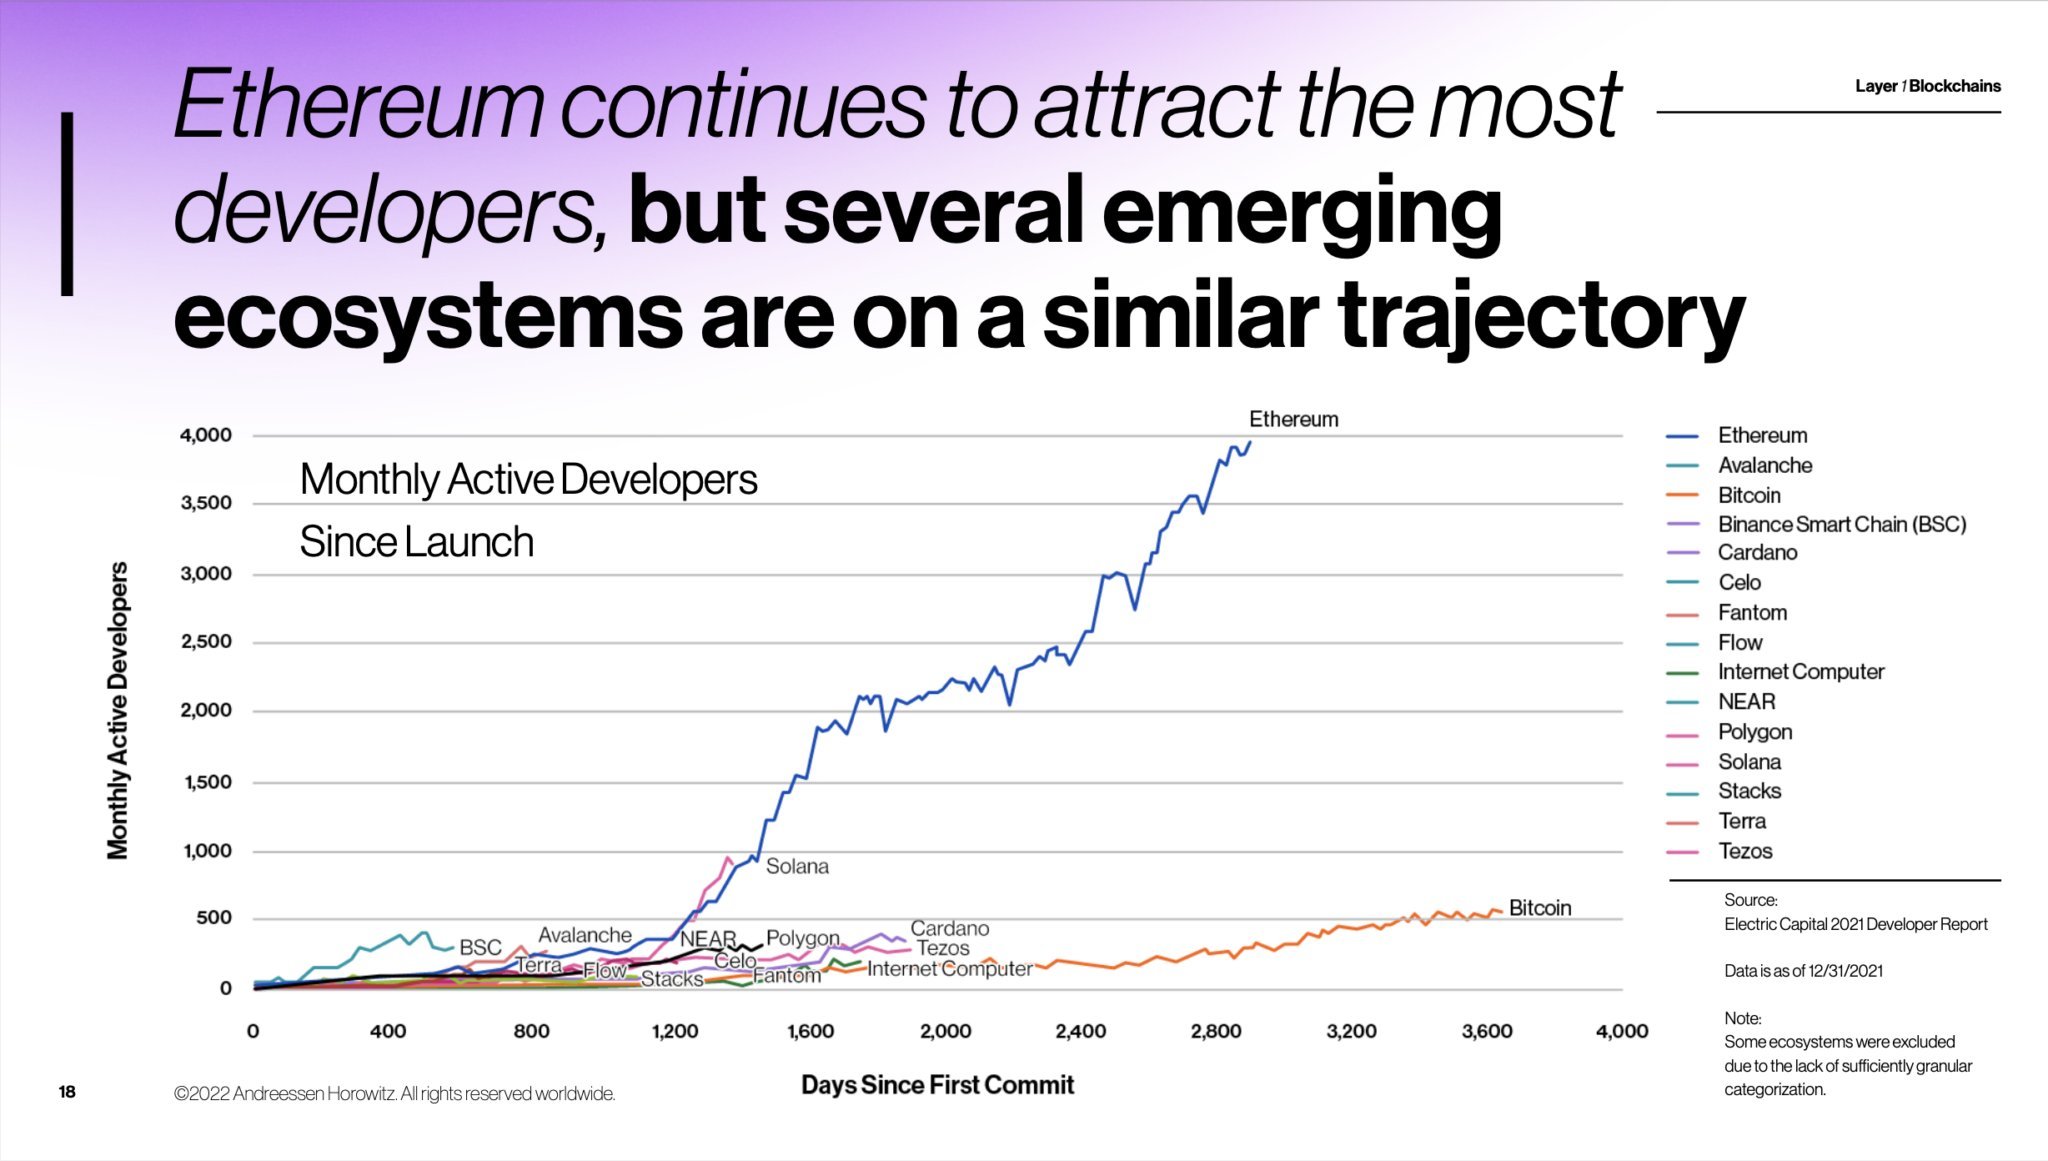 Ethereum continues to attract the most
developers, but several emerging
ecosystems are on a similar trajectory
Layer 1 Blockchains
Monthly Active Developers
Since Launch
Monthly Active Developers
4,000
3,500
3,000
2,500
2,000
1,500
1,000
500
0
Ethereum
Solana
Bitcoin
Cardano
Avalanche
NEAR
Polygon
BSC
Tezos
Terra
Flow
Celo
Internet Computer
Stacks
Fantom
0
400
800
1,200
1,600
2,000
2,400
2,800
3,200
3,600
4,000
Days Since First Commit
Ethereum
Avalanche
Bitcoin
Binance Smart Chain (BSC)
Cardano
Celo
Fantom
Flow
Internet Computer
NEAR
Polygon
Solana
Stacks
Terra
Tezos
Source:
Electric Capital 2021 Developer Report
Data is as of 12/31/2021
Note:
Some ecosystems were excluded
due to the lack of sufficiently granular
categorization.
18
©2022 Andreessen Horowitz. All rights reserved worldwide.